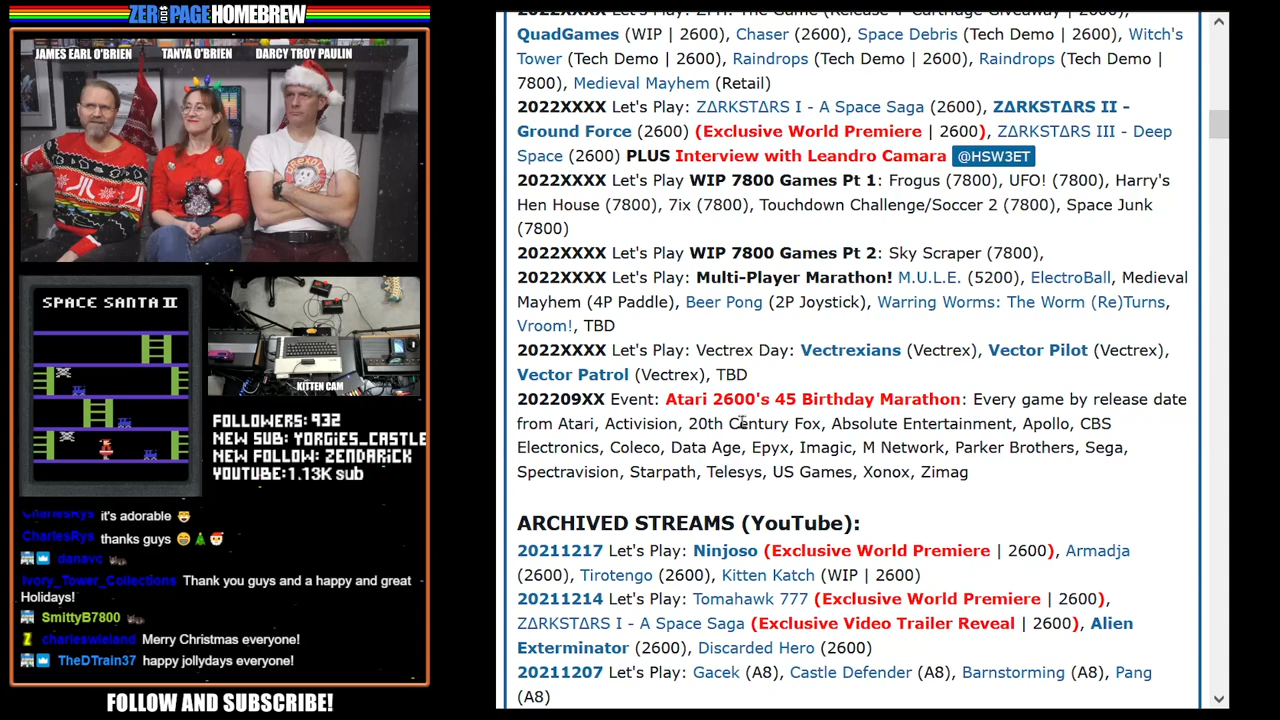 ZER PAGE HOMEBREW
JAMES EARL O'BRIEN
TANYA O'BRIEN
DARCY TROY PAULIN
SPACE SANTA II
KITTEN CAM
FOLLOWERS: 932
NEW SUB: YORGIES_CASTLE
NEW FOLLOW: ZENDARICK
YOUTUBE: 1.13K sub
CharlesRys it's adorable
CharlesRys thanks guys
danavc
Ivory_Tower_Collections Thank you guys and a happy and great
Holidays!
SmittyB7800
charleswieland Merry Christmas everyone!
TheDTrain37 happy jollydays everyone!
FOLLOW AND SUBSCRIBE!
QuadGames (WIP | 2600), Chaser (2600), Space Debris (Tech Demo | 2600), Witch's
Tower (Tech Demo | 2600), Raindrops (Tech Demo | 2600), Raindrops (Tech Demo |
7800), Medieval Mayhem (Retail)
2022XXXX Let's Play: ZΔRKSTΔRS I - A Space Saga (2600), ZΔRKSTΔRS II -
Ground Force (2600) (Exclusive World Premiere | 2600), ZΔRKSTΔRS III - Deep
Space (2600) PLUS Interview with Leandro Camara @HSW3ET
2022XXXX Let's Play WIP 7800 Games Pt 1: Frogus (7800), UFO! (7800), Harry's
Hen House (7800), 7ix (7800), Touchdown Challenge/Soccer 2 (7800), Space Junk
(7800)
2022XXXX Let's Play WIP 7800 Games Pt 2: Sky Scraper (7800),
2022XXXX Let's Play: Multi-Player Marathon! M.U.L.E. (5200), ElectroBall, Medieval
Mayhem (4P Paddle), Beer Pong (2P Joystick), Warring Worms: The Worm (Re)Turns,
Vroom!, TBD
2022XXXX Let's Play: Vectrex Day: Vectrexians (Vectrex), Vector Pilot (Vectrex),
Vector Patrol (Vectrex), TBD
202209XX Event: Atari 2600's 45 Birthday Marathon: Every game by release date
from Atari, Activision, 20th Century Fox, Absolute Entertainment, Apollo, CBS
Electronics, Coleco, Data Age, Epyx, Imagic, M Network, Parker Brothers, Sega,
Spectravision, Starpath, Telesys, US Games, Xonox, Zimag
ARCHIVED STREAMS (YouTube):
20211217 Let's Play: Ninjoso (Exclusive World Premiere | 2600), Armadja
(2600), Tirotengo (2600), Kitten Katch (WIP | 2600)
20211214 Let's Play: Tomahawk 777 (Exclusive World Premiere | 2600),
ZΔRKSTΔRS I - A Space Saga (Exclusive Video Trailer Reveal | 2600), Alien
Exterminator (2600), Discarded Hero (2600)
20211207 Let's Play: Gacek (A8), Castle Defender (A8), Barnstorming (A8), Pang
(A8)